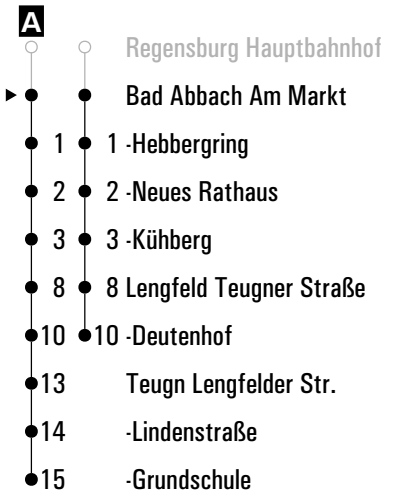 A
Regensburg Hauptbahnhof
Bad Abbach Am Markt
1 1 -Hebbergring
2 2 -Neues Rathaus
3 3 -Kühberg
8 8 Lengfeld Teugner Straße
10 10 -Deutenhof
13 Teugn Lengfelder Str.
14 -Lindenstraße
15 -Grundschule